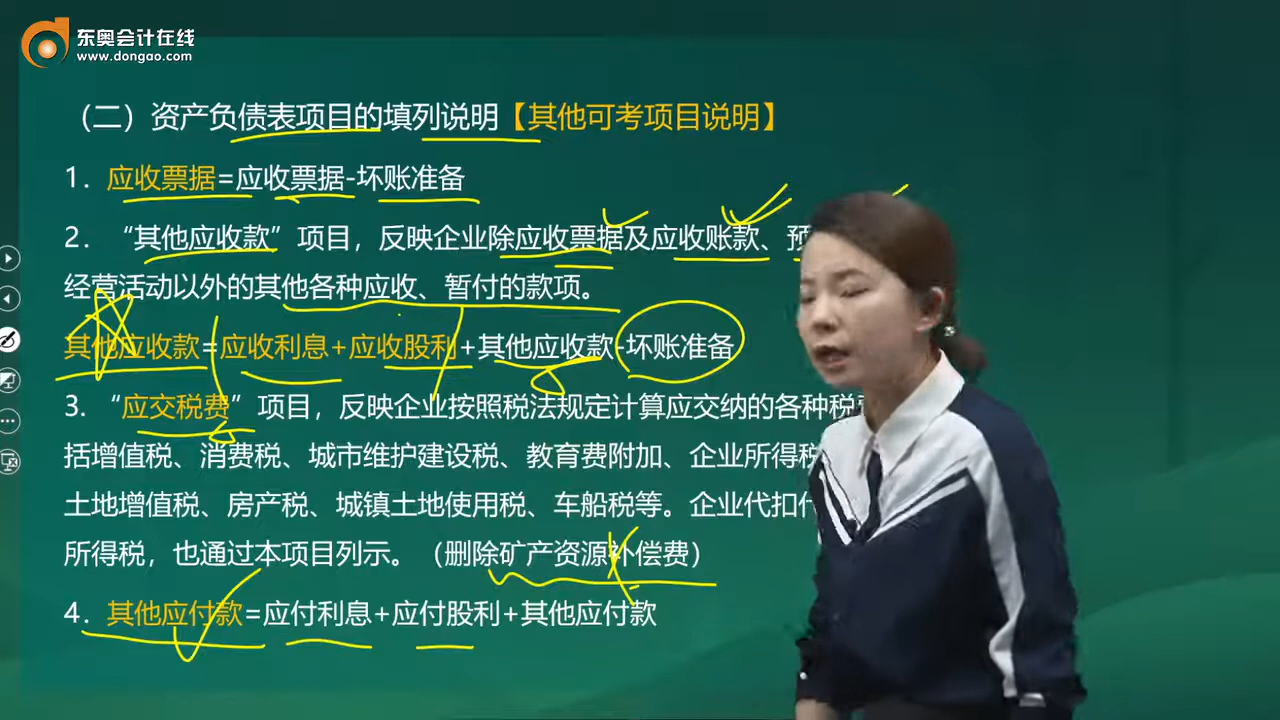 东奥会计在线
www.dongao.com
（二）资产负债表项目的填列说明【其他可考项目说明】
1．应收票据=应收票据-坏账准备
2．“其他应收款”项目，反映企业除应收票据及应收账款、预
经营活动以外的其他各种应收、暂付的款项。
其他应收款=应收利息+应收股利+其他应收款-坏账准备
3．“应交税费”项目，反映企业按照税法规定计算应交纳的各种税
括增值税、消费税、城市维护建设税、教育费附加、企业所得税
土地增值税、房产税、城镇土地使用税、车船税等。企业代扣代
所得税，也通过本项目列示。（删除矿产资源补偿费）
4．其他应付款=应付利息+应付股利+其他应付款